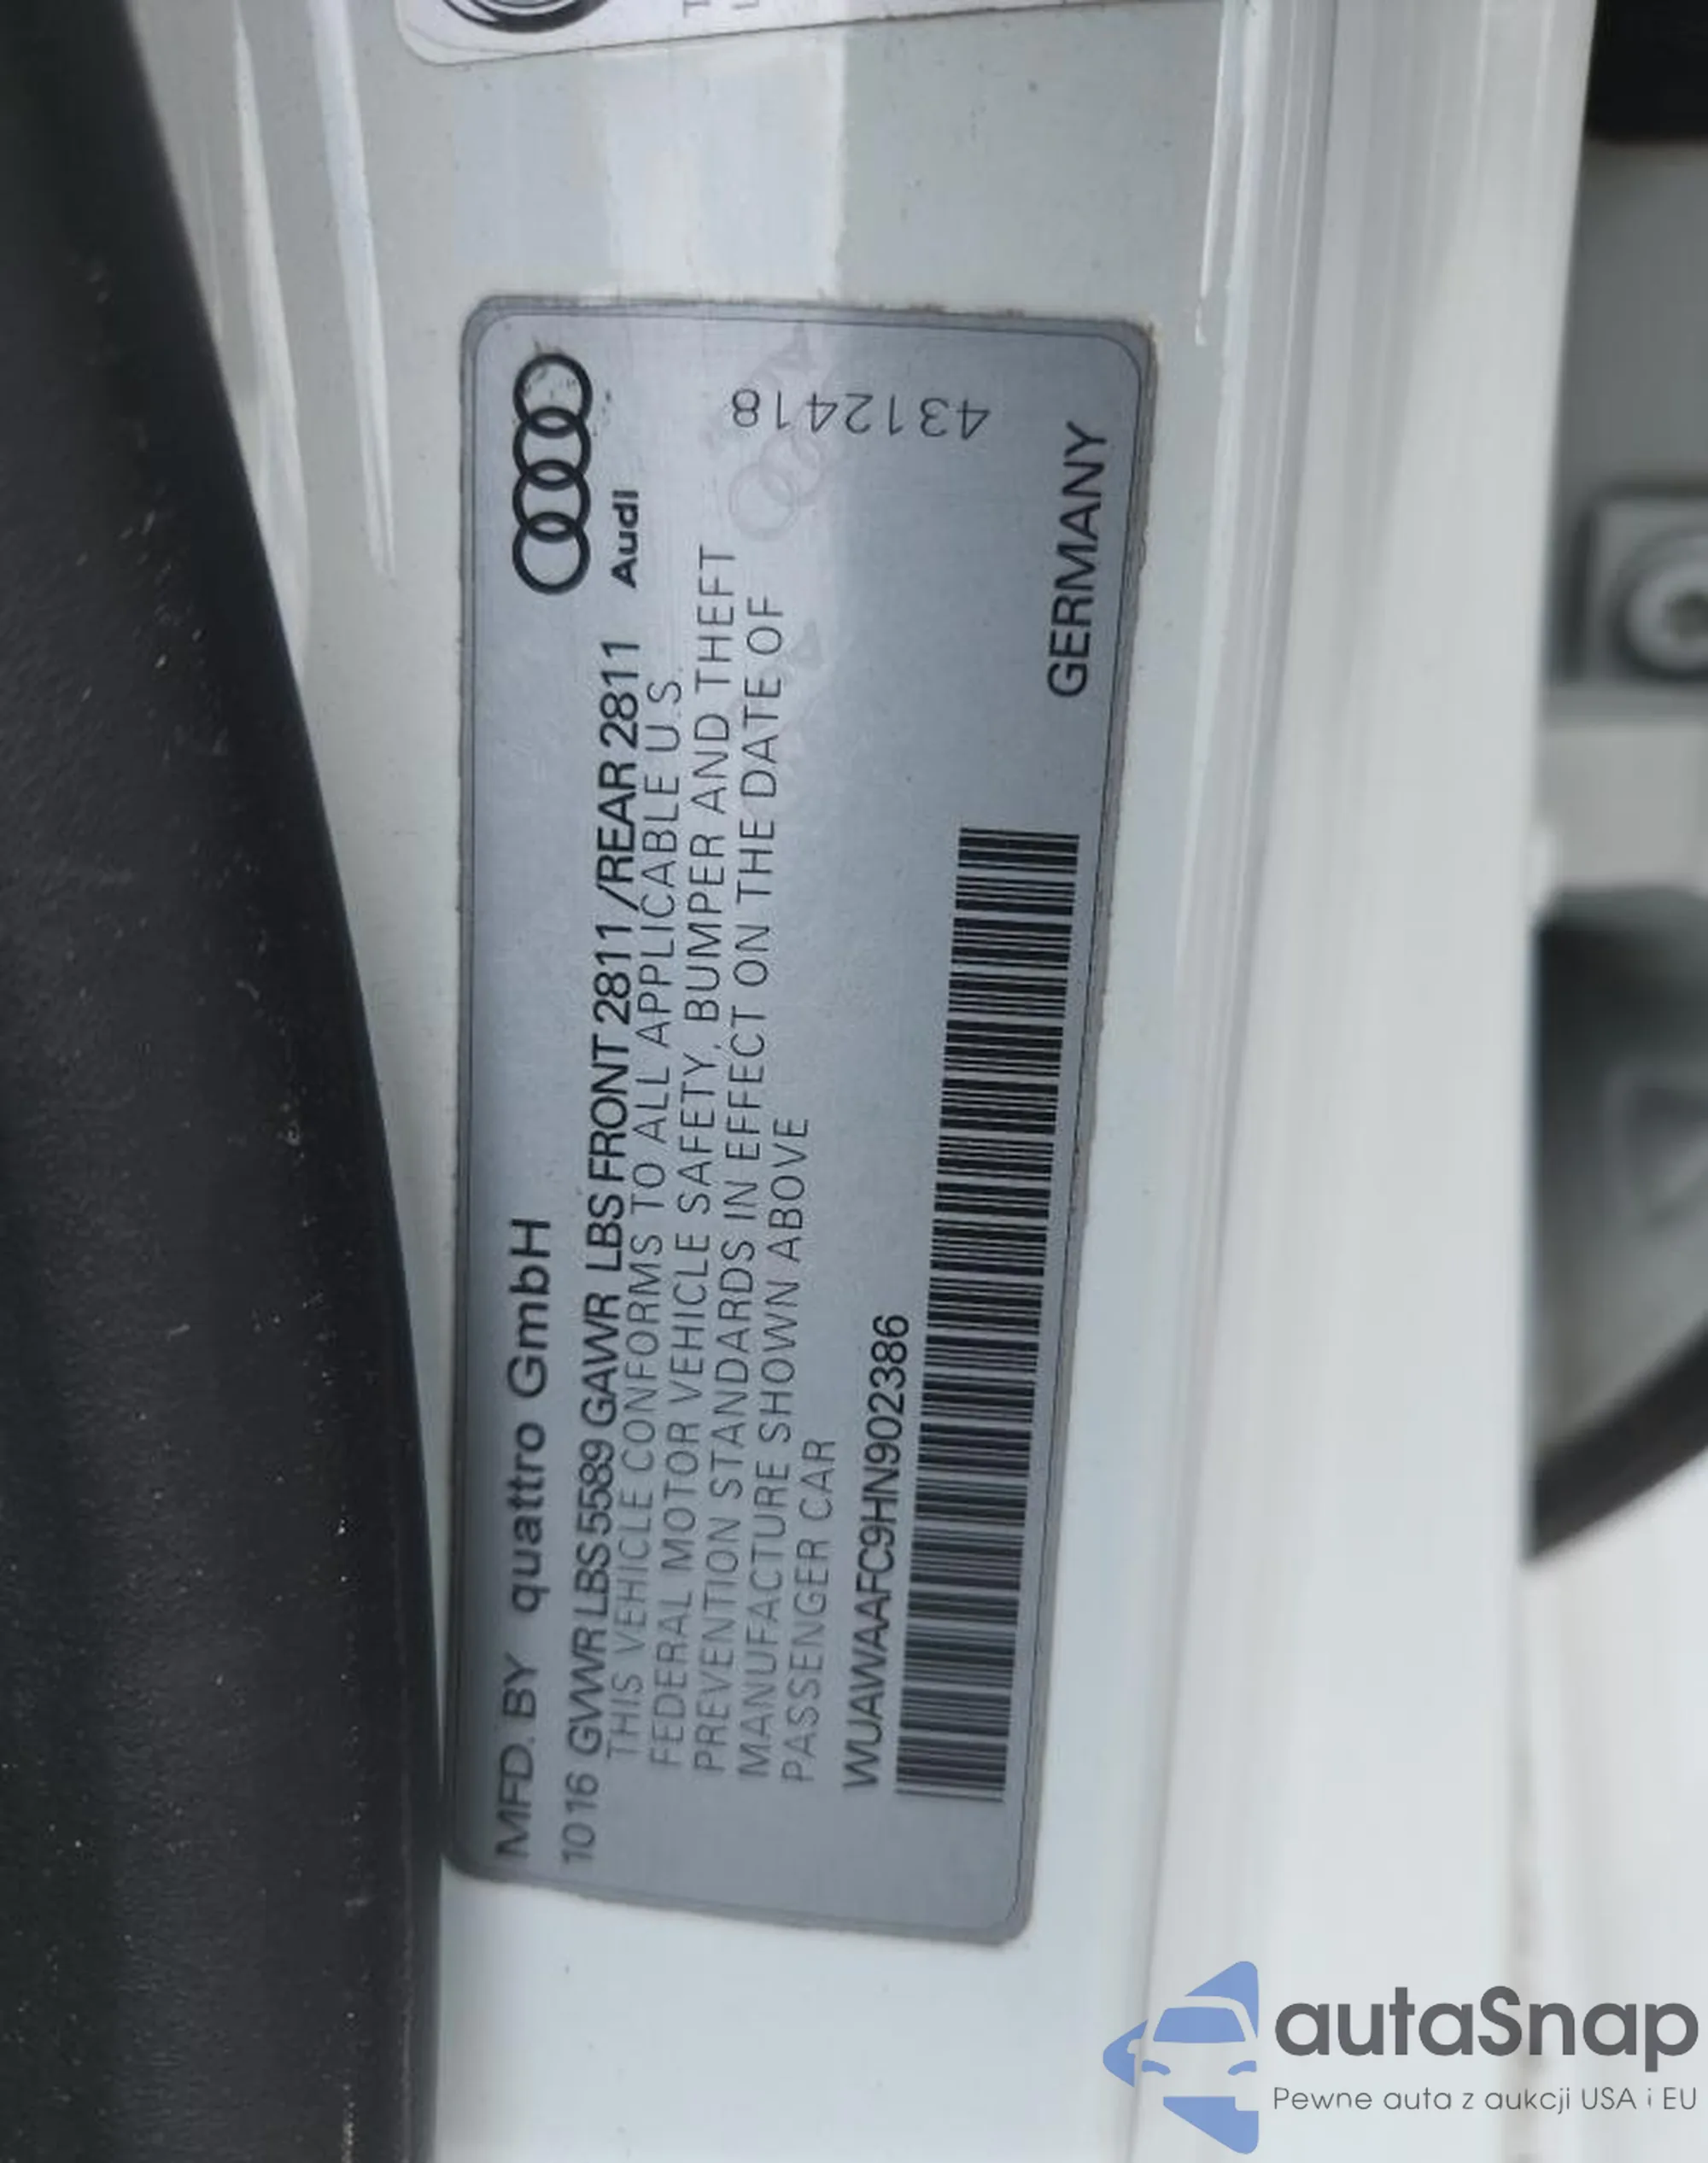 MFD. BY quattro GmbH
10 16 GVWR LBS 5589 GAWR LBS FRONT 2811 /REAR 2811
Audi
THIS VEHICLE CONFORMS TO ALL APPLICABLE U.S.
FEDERAL MOTOR VEHICLE SAFETY, BUMPER AND THEFT
PREVENTION STANDARDS IN EFFECT ON THE DATE OF
MANUFACTURE SHOWN ABOVE
PASSENGER CAR
4312418
WUAWAAFC9HN902386
GERMANY
autaSnap
Pewne auta z aukcji USA i EU